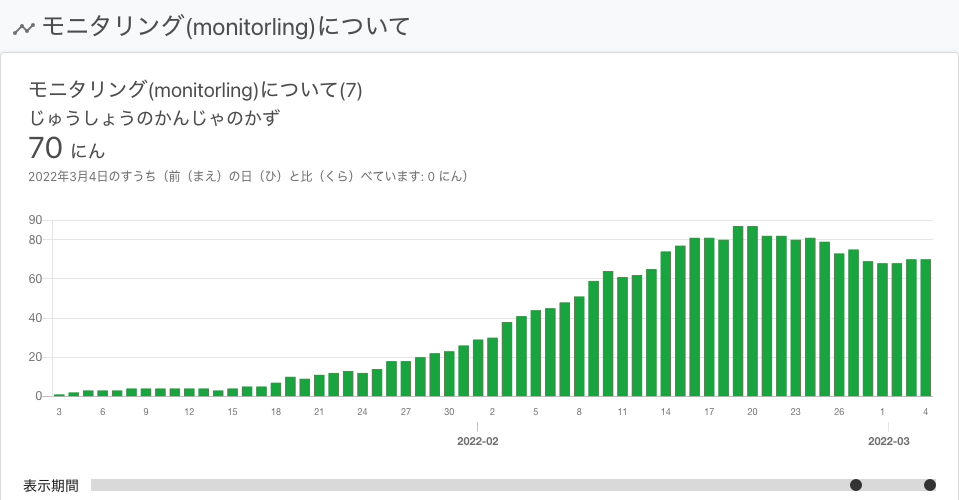 モニタリング(monitorling)について
モニタリング(monitorling)について(7)
じゅうしょうのかんじゃのかず
70 にん
2022年3月4日のすうち（前（まえ）の日（ひ）と比（くら）べています: 0 にん）
90
80
60
40
20
0
3 6 9 12 15 18 21 24 27 30 2 5 8 11 14 17 20 23 26 1 4
2022-02 2022-03
表示期間